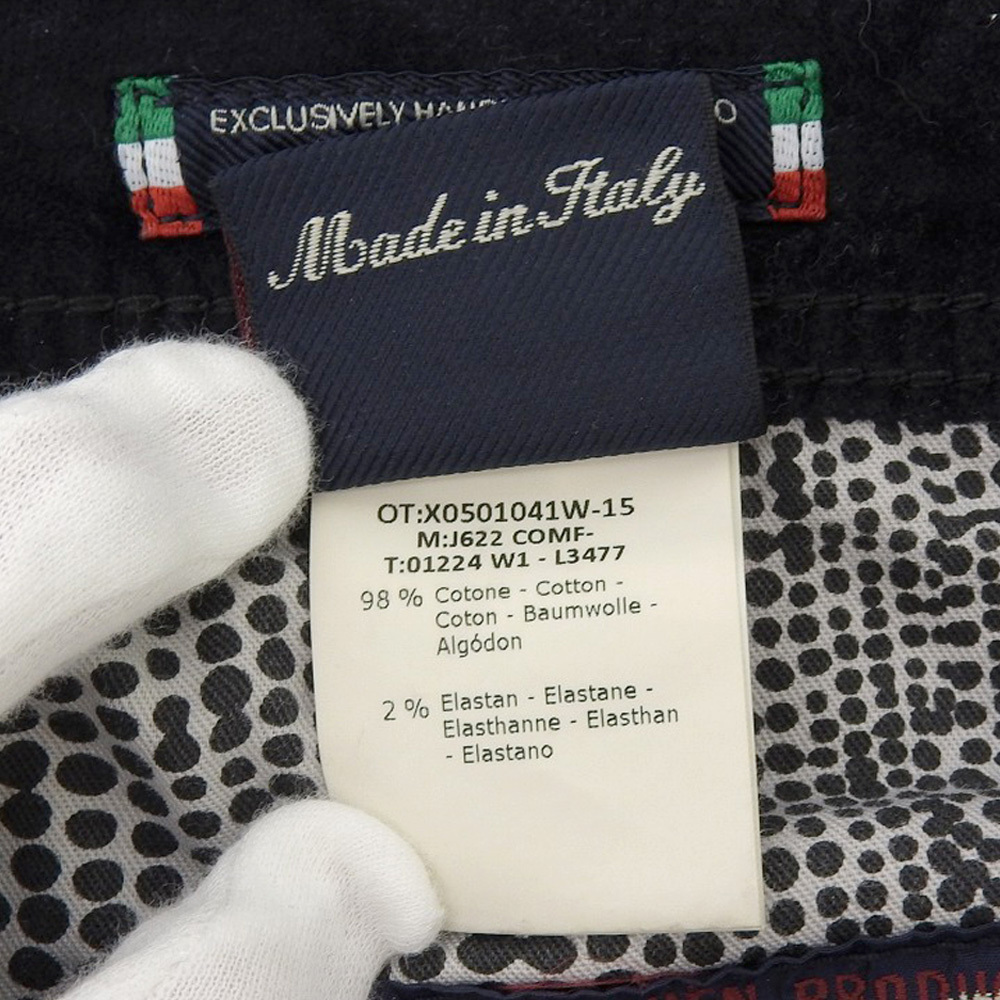 EXCLUSIVELY
Made in Italy
OT:X0501041W-15
M:J622 COMF-
T:01224 W1 - L3477
98 % Cotone - Cotton -
Coton - Baumwolle -
Algódon
2 % Elastan - Elastane -
Elasthanne - Elasthan
- Elastano